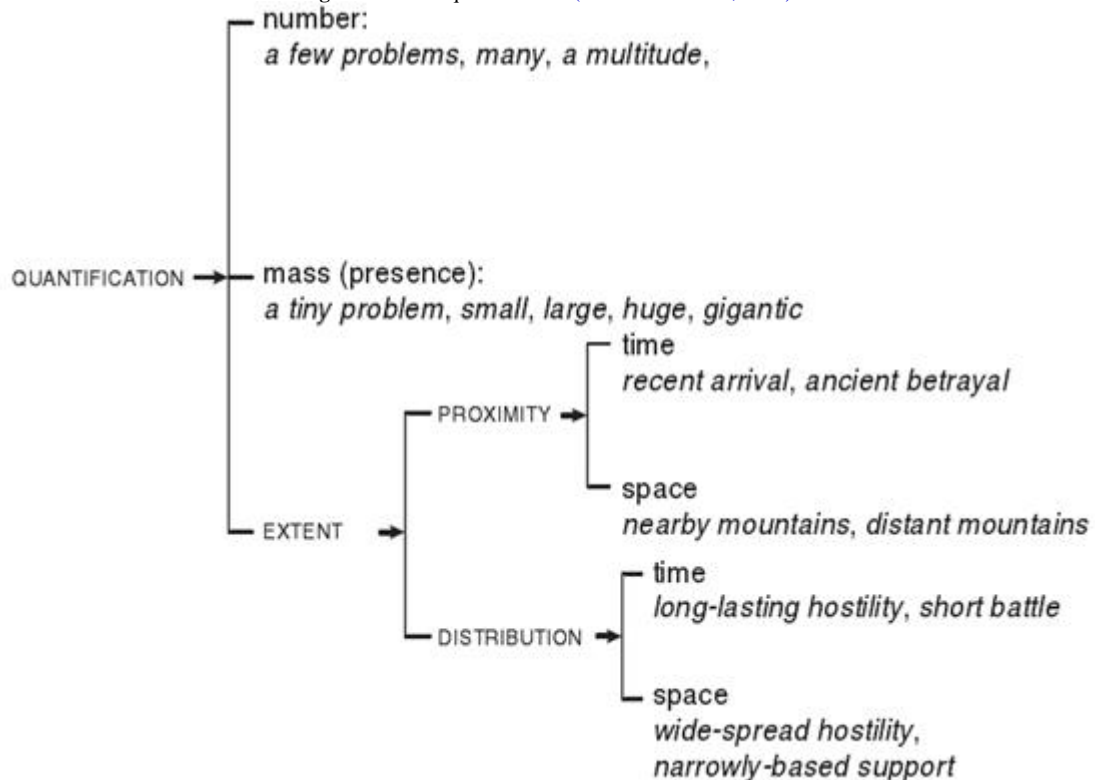 number:
a few problems, many, a multitude,
QUANTIFICATION
mass (presence):
a tiny problem, small, large, huge, gigantic
time
recent arrival, ancient betrayal
PROXIMITY
space
nearby mountains, distant mountains
EXTENT
time
long-lasting hostility, short battle
DISTRIBUTION
space
wide-spread hostility,
narrowly-based support